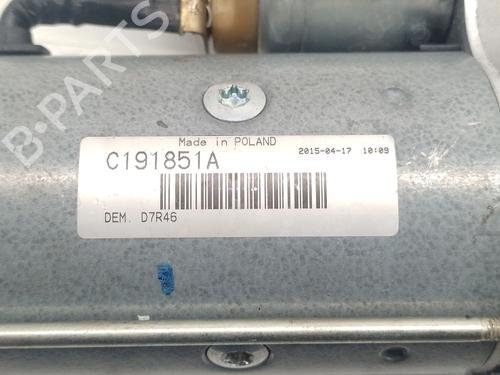 Made in POLAND
C191851A
2015-04-17 10:09
DEM. D7R46
B-PARTS